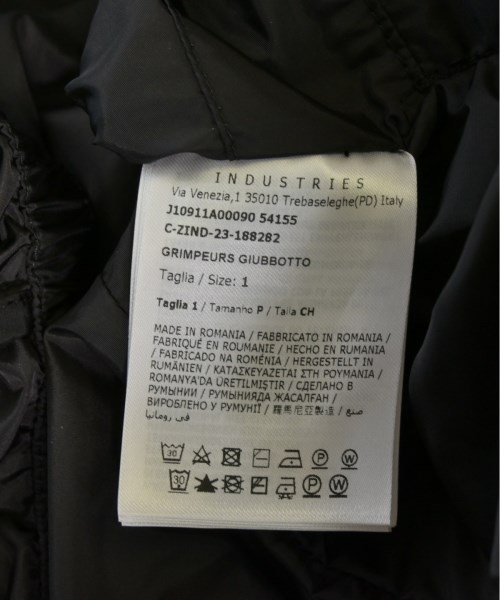 INDUSTRIES
Via Venezia,1 35010 Trebaseleghe(PD) Italy
J10911A00090 54155
C-ZIND-23-188282
GRIMPEURS GIUBBOTTO
Taglia / Size: 1
Taglia 1 / Tamanho P / Talla CH
MADE IN ROMANIA / FABBRICATO IN ROMANIA /
FABRIQUÉ EN ROUMANIE / HECHO EN RUMANIA
/ FABRICADO NA ROMÉNIA / HERGESTELLT IN
RUMÄNIEN / ΚΑΤΑΣΚΕΥΑΖΕΤΑΙ ΣΤΗ ΡΟΥΜΑΝΙΑ /
ROMANYA'DA ÜRETILMIŞTIR / СДЕЛАНО В
РУМЫНИИ / РУМЫНИЯДА ЖАСАЛҒАН /
ВИРОБЛЕНО У РУМУНІЇ / 羅馬尼亞製造 / صنع
في رومانيا
30 P W
30 P W